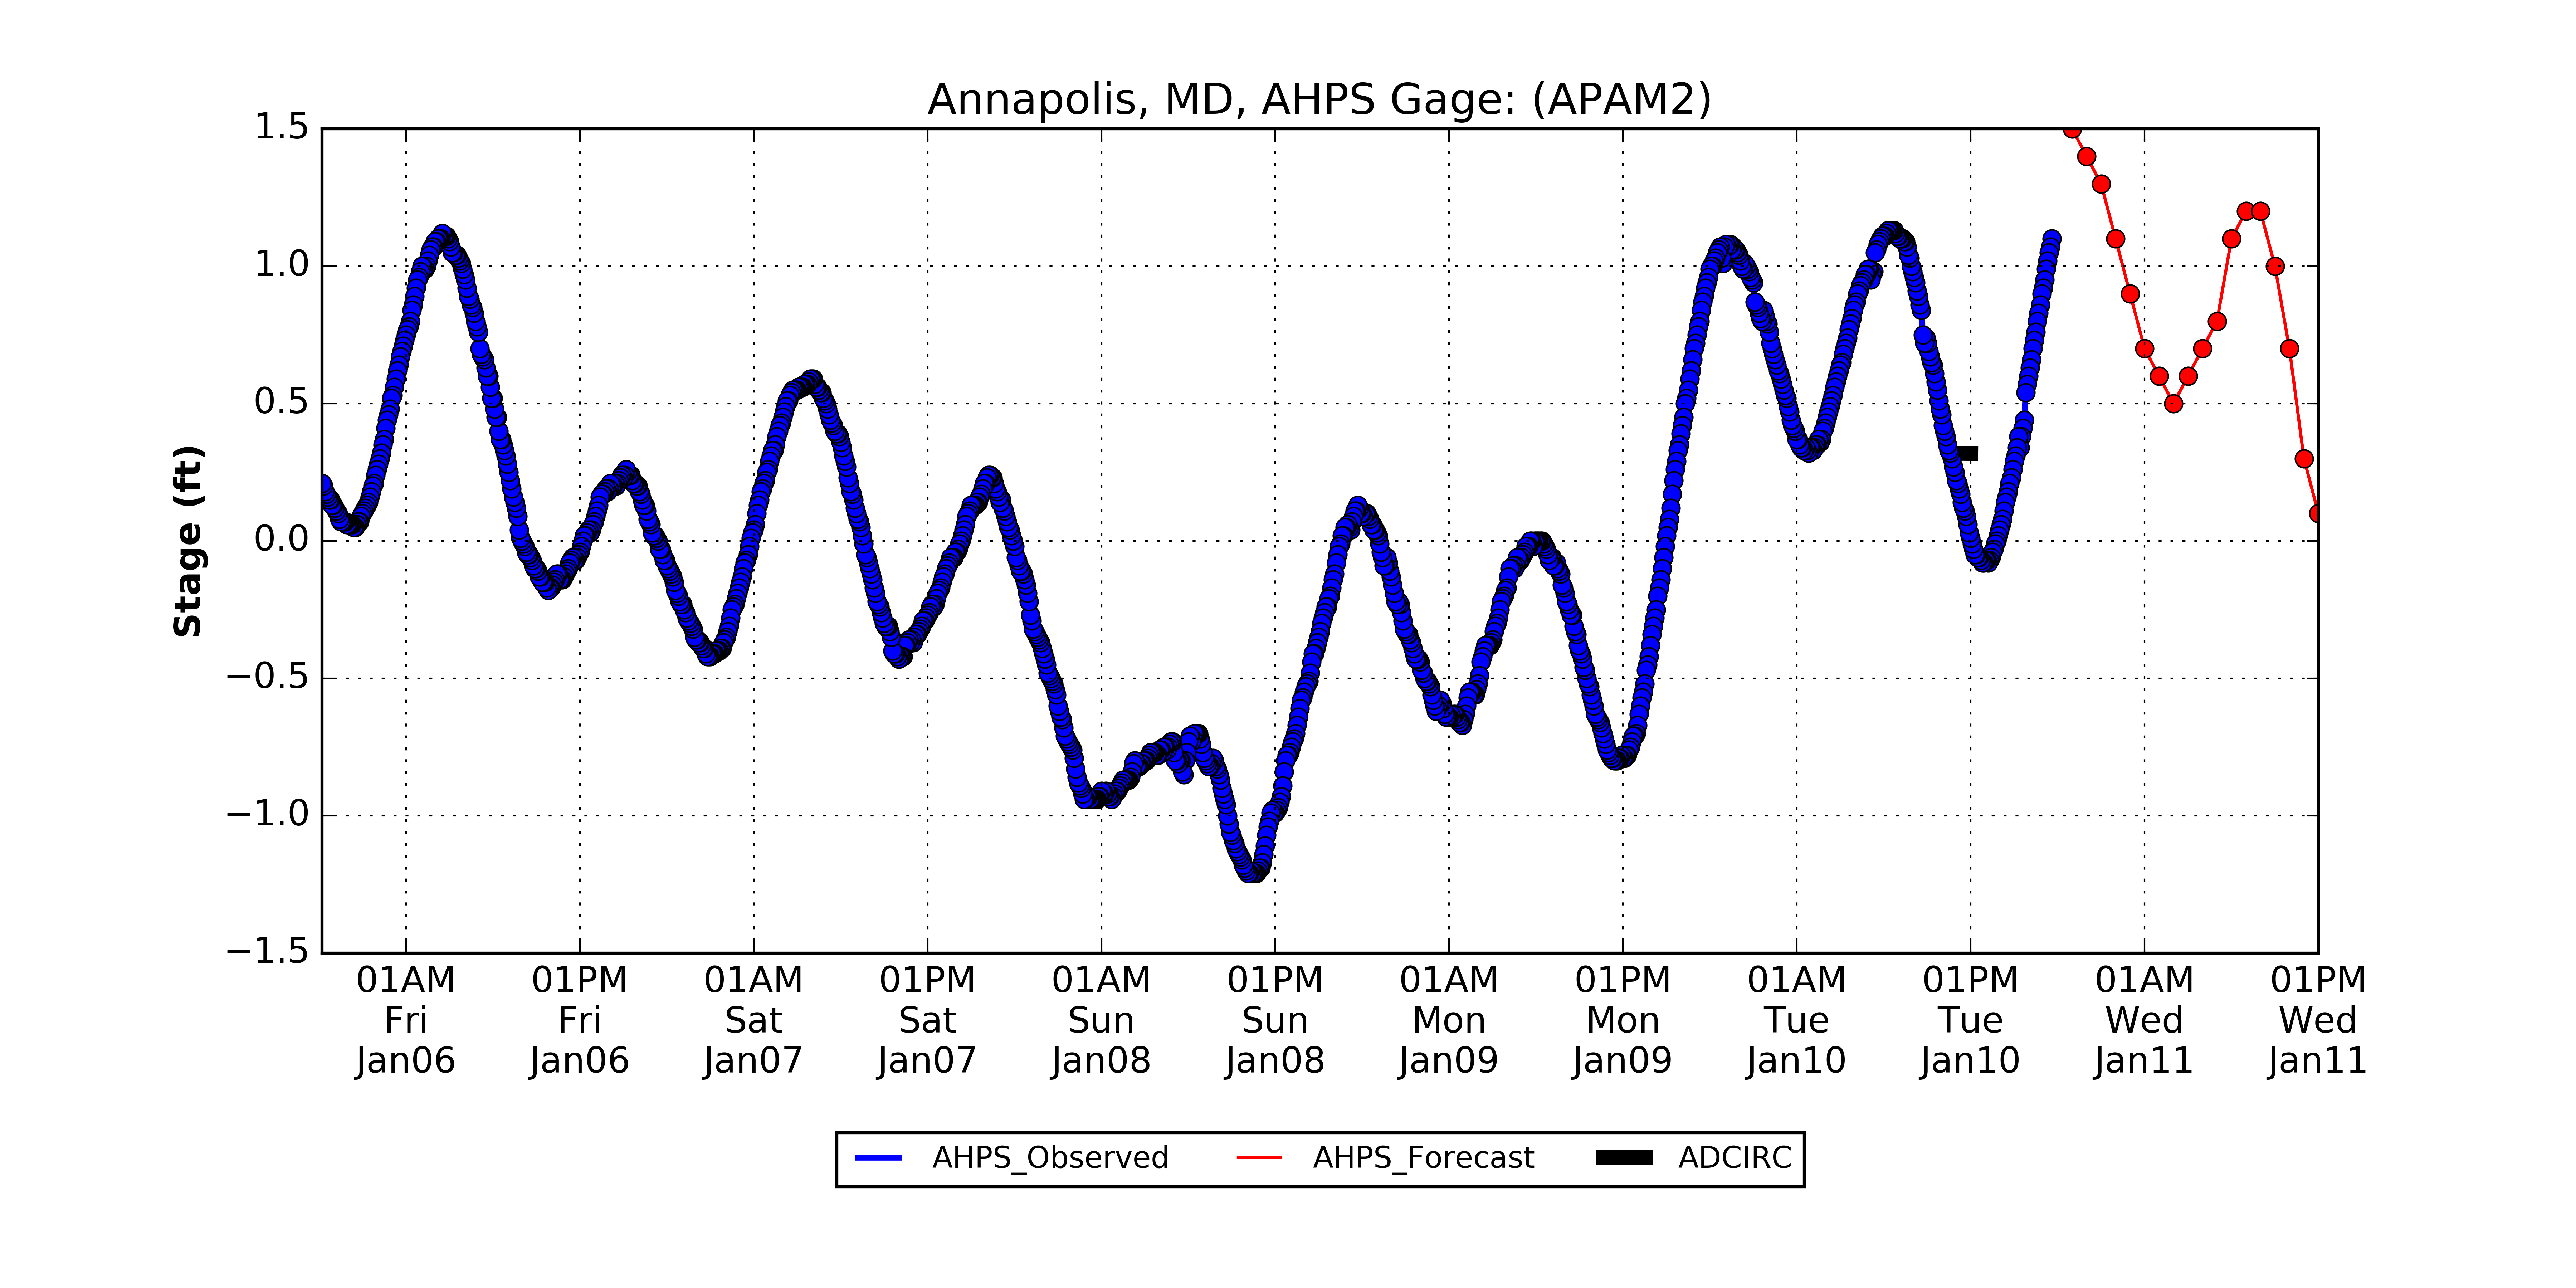 Annapolis, MD, AHPS Gage: (APAM2)
1.5
1.0
0.5
0.0
−0.5
−1.0
−1.5
Stage (ft)
01AM 01PM 01AM 01PM 01AM 01PM 01AM 01PM 01AM 01PM 01AM 01PM
Fri Fri Sat Sat Sun Sun Mon Mon Tue Tue Wed Wed
Jan06 Jan06 Jan07 Jan07 Jan08 Jan08 Jan09 Jan09 Jan10 Jan10 Jan11 Jan11
AHPS_Observed AHPS_Forecast ADCIRC